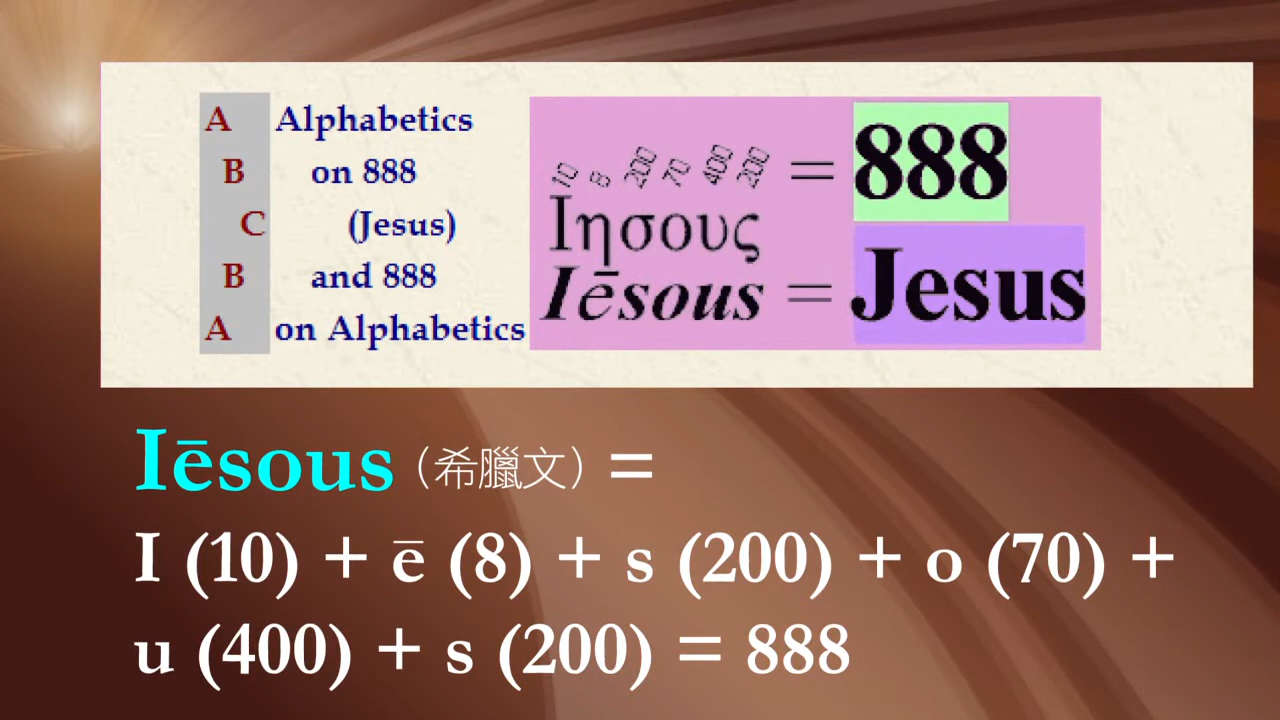 A Alphabetics
B on 888
C (Jesus)
B and 888
A on Alphabetics
10 8 200 70 400 200
Ιησους = 888
Iēsous = Jesus
Iēsous（希臘文）=
I (10) + ē (8) + s (200) + o (70) +
u (400) + s (200) = 888